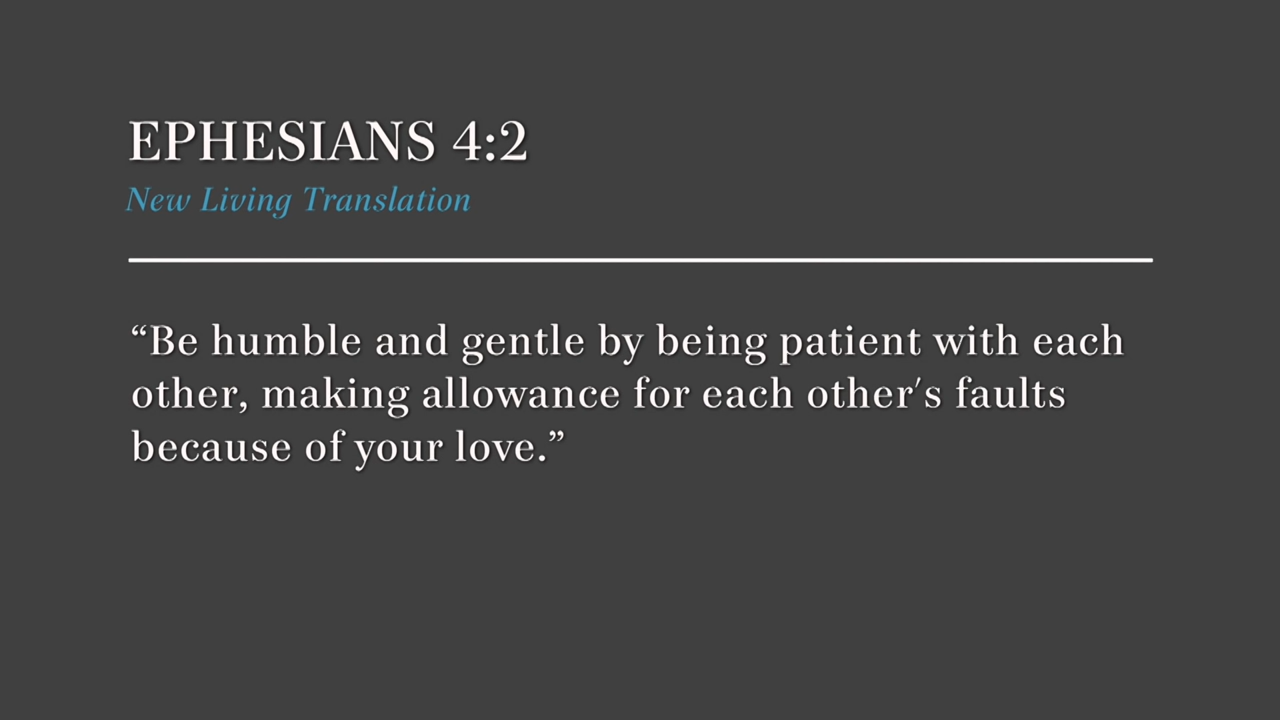 EPHESIANS 4:2
New Living Translation
“Be humble and gentle by being patient with each
other, making allowance for each other's faults
because of your love.”